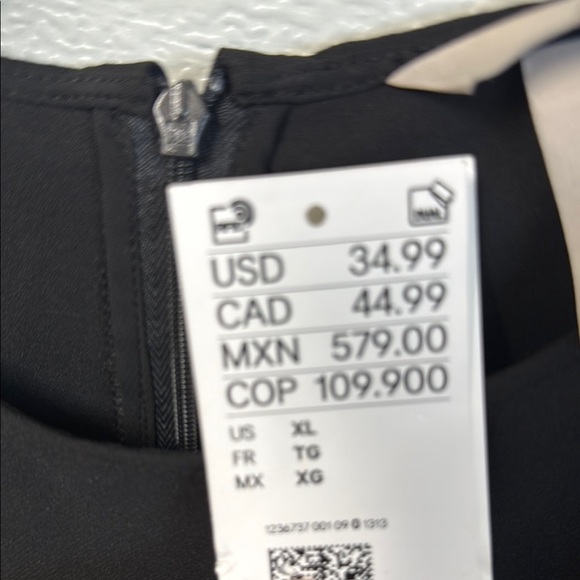 USD 34.99
CAD 44.99
MXN 579.00
COP 109.900
US XL
FR TG
MX XG
1236737 001 09 @ 1313